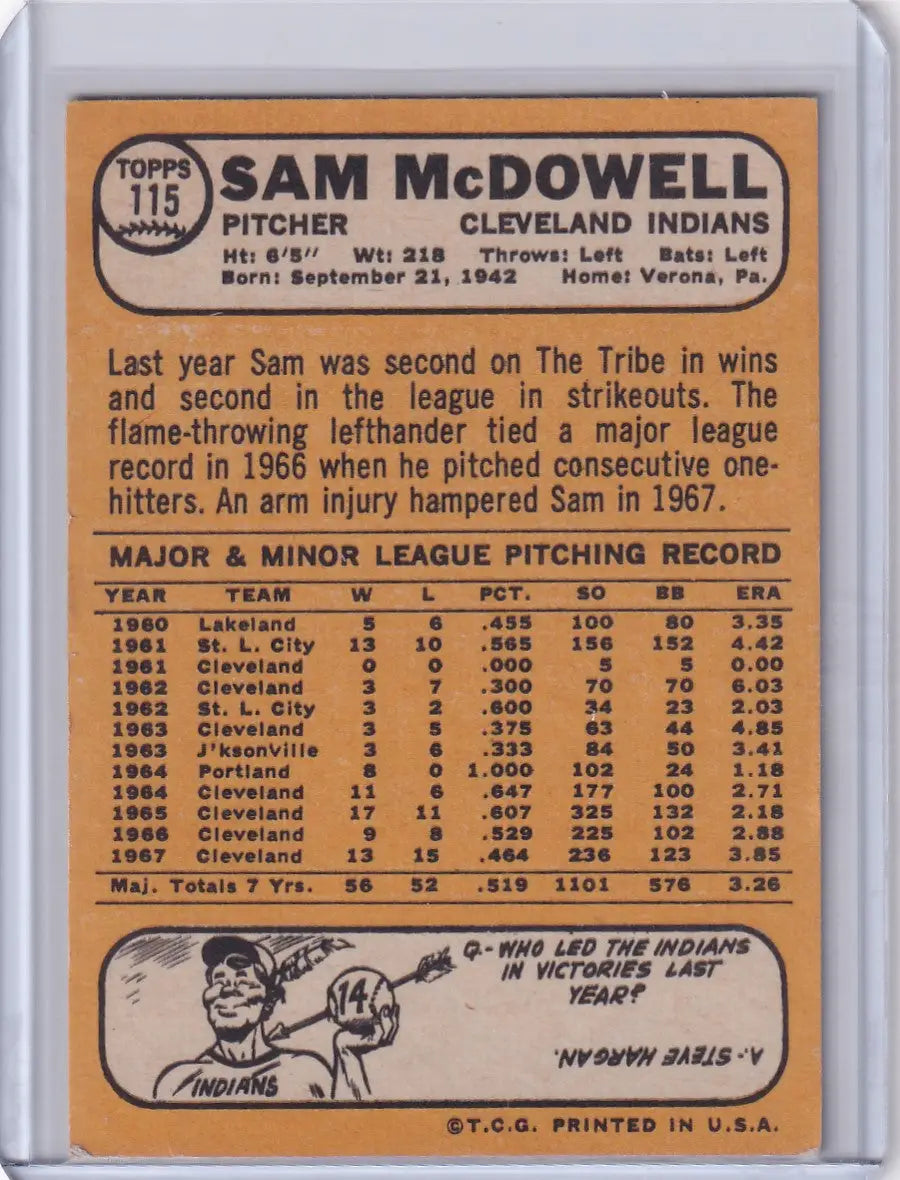 TOPPS
115
SAM McDOWELL
PITCHER CLEVELAND INDIANS
Ht: 6'5" Wt: 218 Throws: Left Bats: Left
Born: September 21, 1942 Home: Verona, Pa.
Last year Sam was second on The Tribe in wins
and second in the league in strikeouts. The
flame-throwing lefthander tied a major league
record in 1966 when he pitched consecutive one-
hitters. An arm injury hampered Sam in 1967.
MAJOR & MINOR LEAGUE PITCHING RECORD
YEAR TEAM W L PCT. SO BB ERA
1960 Lakeland 5 6 .455 100 80 3.35
1961 St. L. City 13 10 .565 156 152 4.42
1961 Cleveland 0 0 .000 5 5 0.00
1962 Cleveland 3 7 .300 70 70 6.03
1962 St. L. City 3 2 .600 34 23 2.03
1963 Cleveland 3 5 .375 63 44 4.85
1963 J'ksonville 3 6 .333 84 50 3.41
1964 Portland 8 0 1.000 102 24 1.18
1964 Cleveland 11 6 .647 177 100 2.71
1965 Cleveland 17 11 .607 325 132 2.18
1966 Cleveland 9 8 .529 225 102 2.88
1967 Cleveland 13 15 .464 236 123 3.85
Maj. Totals 7 Yrs. 56 52 .519 1101 576 3.26
14
INDIANS
Q-WHO LED THE INDIANS
IN VICTORIES LAST
YEAR?
A.-STEVE HARGAN.
©T.C.G. PRINTED IN U.S.A.